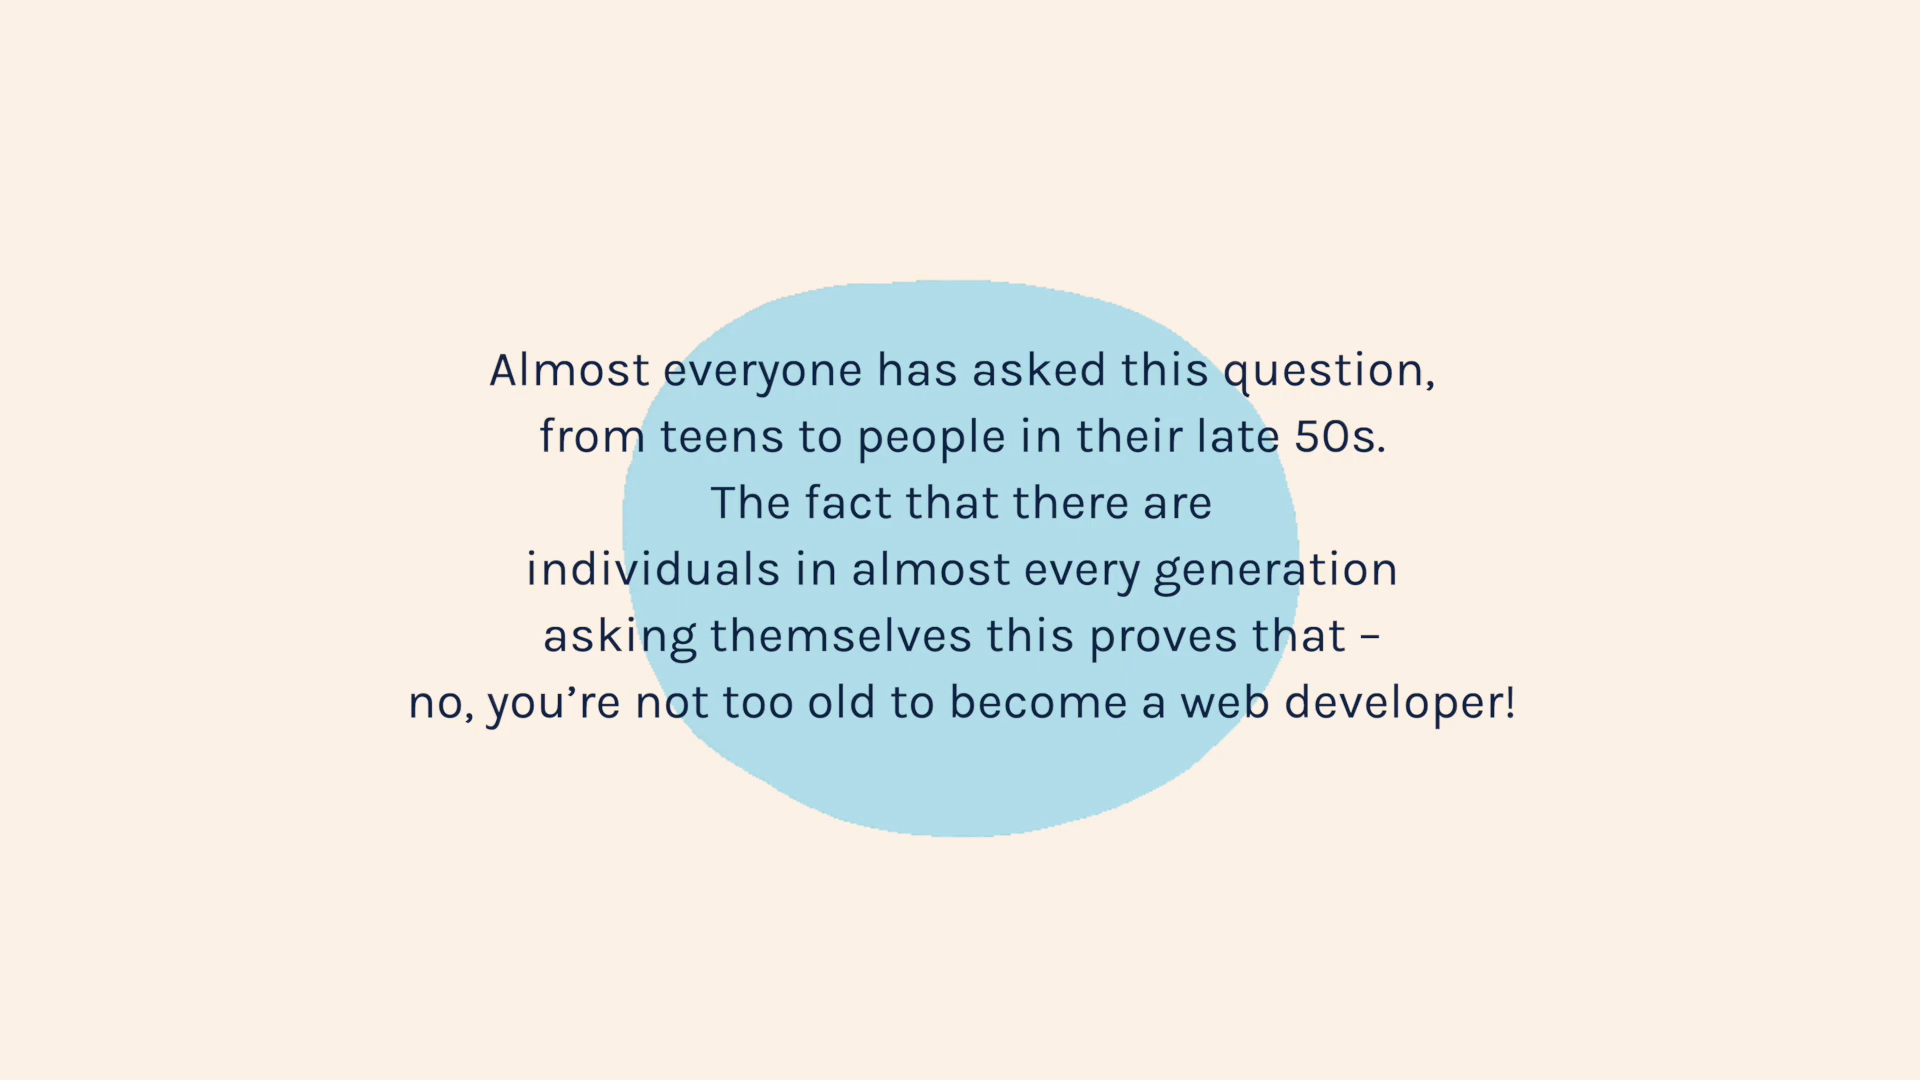 Almost everyone has asked this question,
from teens to people in their late 50s.
The fact that there are
individuals in almost every generation
asking themselves this proves that –
no, you’re not too old to become a web developer!